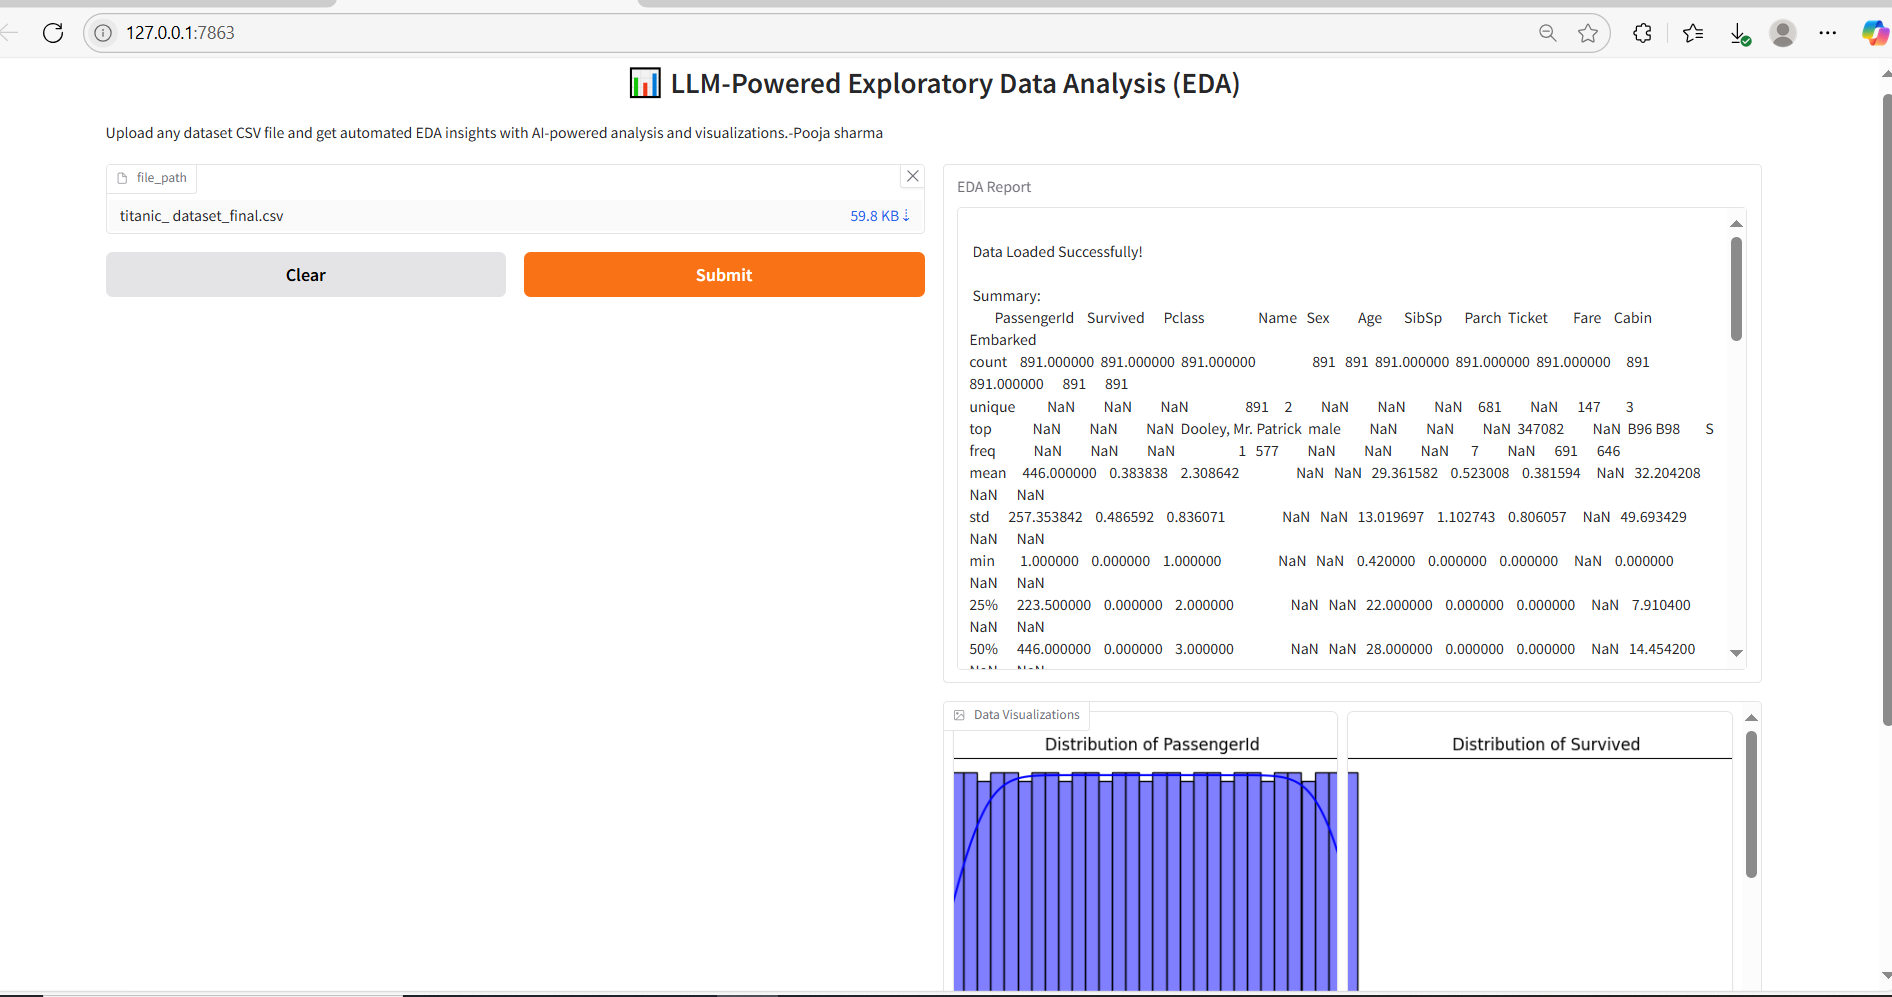 127.0.0.1:7863
LLM-Powered Exploratory Data Analysis (EDA)
Upload any dataset CSV file and get automated EDA insights with AI-powered analysis and visualizations.-Pooja sharma
file_path
titanic_ dataset_final.csv 59.8 KB ↓
Clear
Submit
EDA Report
Data Loaded Successfully!
Summary:
PassengerId Survived Pclass Name Sex Age SibSp Parch Ticket Fare Cabin
Embarked
count 891.000000 891.000000 891.000000 891 891 891.000000 891.000000 891.000000 891
891.000000 891 891
unique NaN NaN NaN 891 2 NaN NaN NaN 681 NaN 147 3
top NaN NaN NaN Dooley, Mr. Patrick male NaN NaN NaN 347082 NaN B96 B98 S
freq NaN NaN NaN 1 577 NaN NaN NaN 7 NaN 691 646
mean 446.000000 0.383838 2.308642 NaN NaN 29.361582 0.523008 0.381594 NaN 32.204208
NaN NaN
std 257.353842 0.486592 0.836071 NaN NaN 13.019697 1.102743 0.806057 NaN 49.693429
NaN NaN
min 1.000000 0.000000 1.000000 NaN NaN 0.420000 0.000000 0.000000 NaN 0.000000
NaN NaN
25% 223.500000 0.000000 2.000000 NaN NaN 22.000000 0.000000 0.000000 NaN 7.910400
NaN NaN
50% 446.000000 0.000000 3.000000 NaN NaN 28.000000 0.000000 0.000000 NaN 14.454200
NaN NaN
Data Visualizations
Distribution of PassengerId
Distribution of Survived